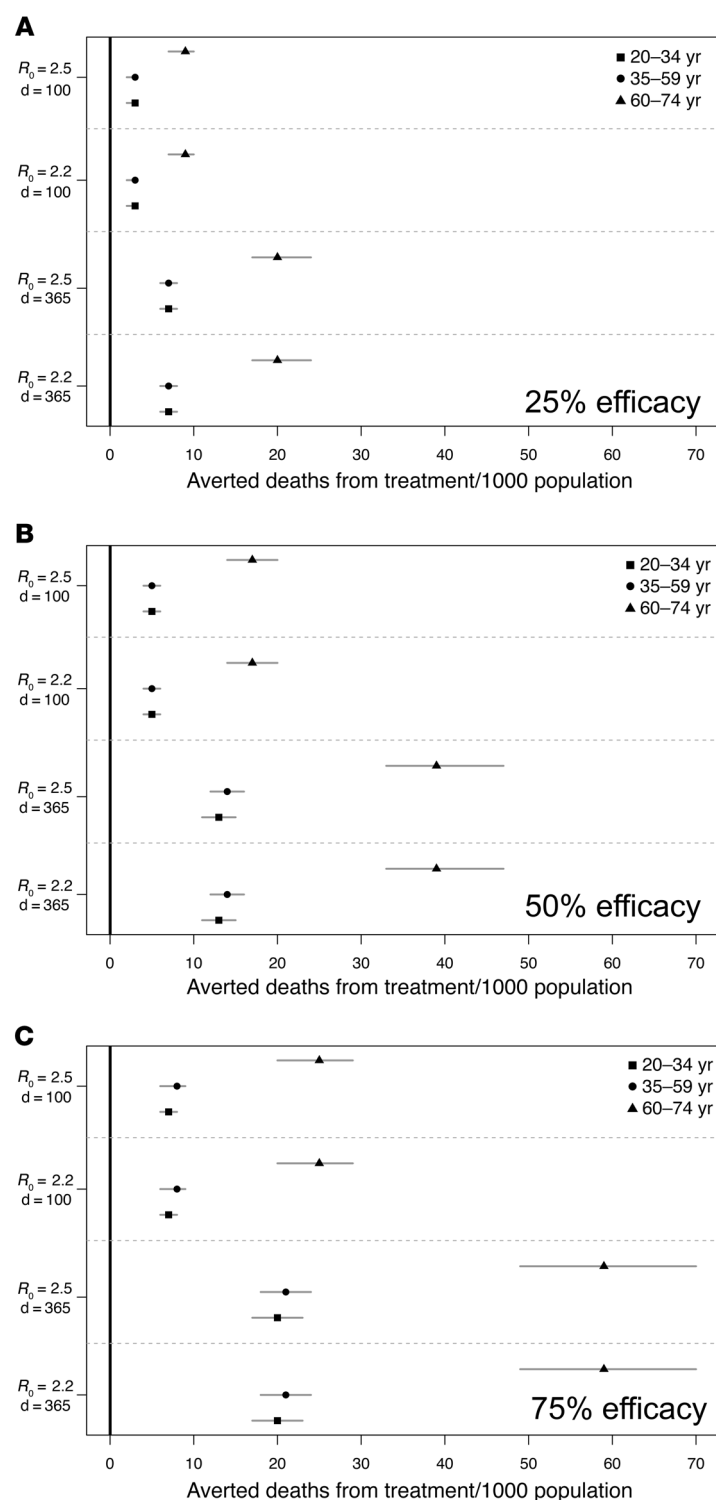 A
R0 = 2.5
d = 100
R0 = 2.2
d = 100
R0 = 2.5
d = 365
R0 = 2.2
d = 365
20–34 yr
35–59 yr
60–74 yr
25% efficacy
0 10 20 30 40 50 60 70
Averted deaths from treatment/1000 population
B
R0 = 2.5
d = 100
R0 = 2.2
d = 100
R0 = 2.5
d = 365
R0 = 2.2
d = 365
20–34 yr
35–59 yr
60–74 yr
50% efficacy
0 10 20 30 40 50 60 70
Averted deaths from treatment/1000 population
C
R0 = 2.5
d = 100
R0 = 2.2
d = 100
R0 = 2.5
d = 365
R0 = 2.2
d = 365
20–34 yr
35–59 yr
60–74 yr
75% efficacy
0 10 20 30 40 50 60 70
Averted deaths from treatment/1000 population